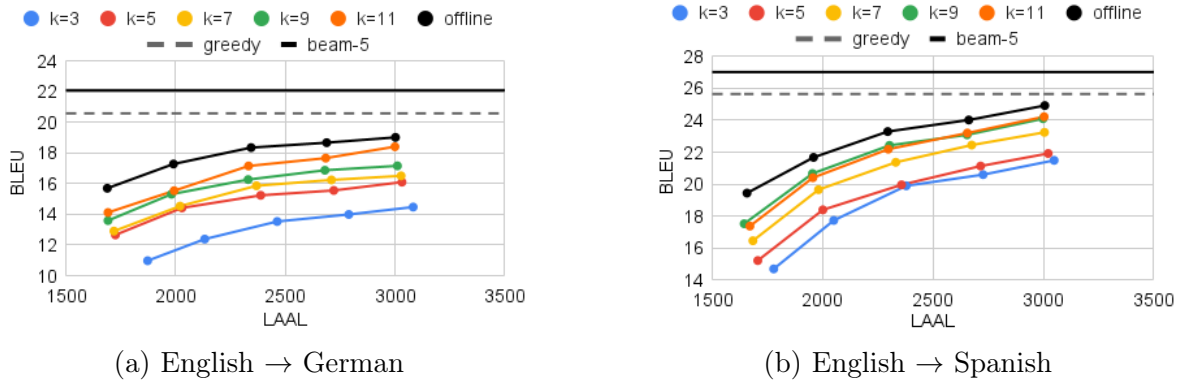 k=3 k=5 k=7 k=9 k=11 offline
greedy beam-5
24
22
20
18
16
14
12
10
BLEU
1500 2000 2500 3000 3500
LAAL
(a) English → German
k=3 k=5 k=7 k=9 k=11 offline
greedy beam-5
28
26
24
22
20
18
16
14
BLEU
1500 2000 2500 3000 3500
LAAL
(b) English → Spanish